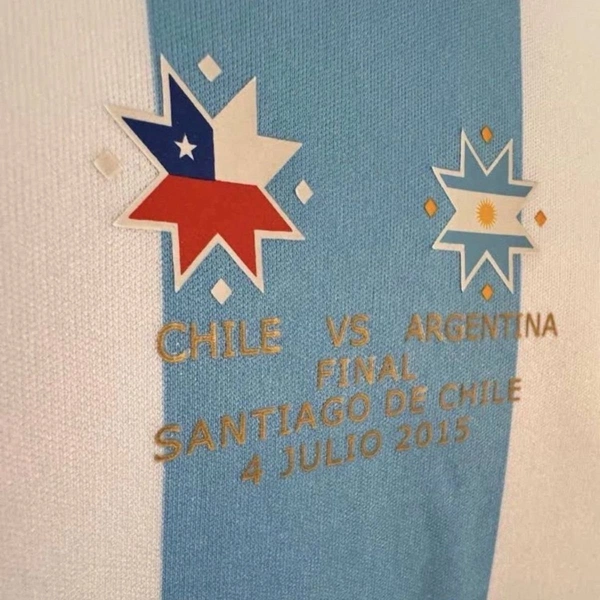 CHILE VS ARGENTINA
FINAL
SANTIAGO DE CHILE
4 JULIO 2015